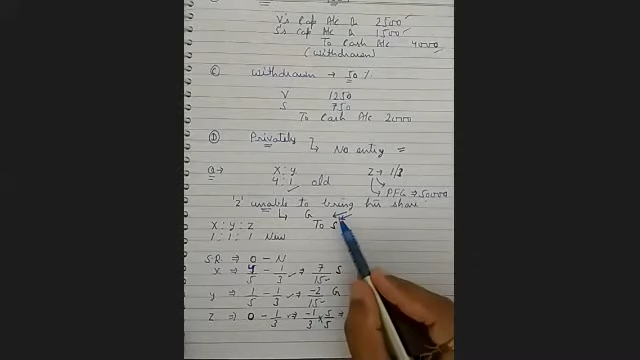 V's Cap A/c Dr 2500
S's Cap A/c Dr 1500
To Cash A/c 4000
(withdrawn)
Ⓒ withdrawn → 50 %
V 1250
S 750
To Cash A/c 2000
Ⓓ Privately ↳ No entry =
Q→ X : Y Z → 1/3
4 : 1 old ↳ PFG → 50000
'Z' unable to bring his share
↳ G
X : Y : Z To S
1 : 1 : 1 New
S.R ⇒ O - N
X ⇒ 4/5 - 1/3 ⇒ 7/15 S
Y ⇒ 1/5 - 1/3 ⇒ -2/15 G
Z ⇒ 0 - 1/3 ⇒ -1/3 × 5/5 ⇒